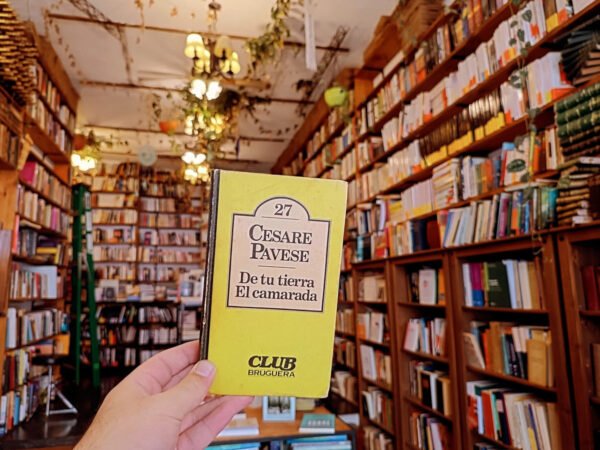 27
CESARE
PAVESE
De tu tierra
El camarada
CLUB
BRUGUERA